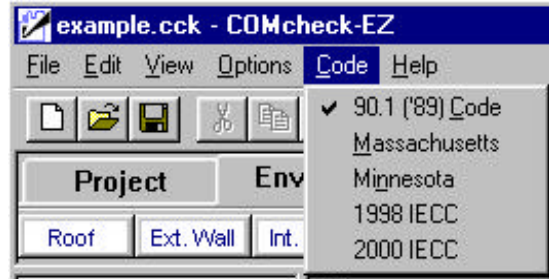 example.cck - COMcheck-EZ
File Edit View Options Code Help
90.1 ('89) Code
Massachusetts
Minnesota
1998 IECC
2000 IECC
Project Env
Roof Ext. Wall Int.